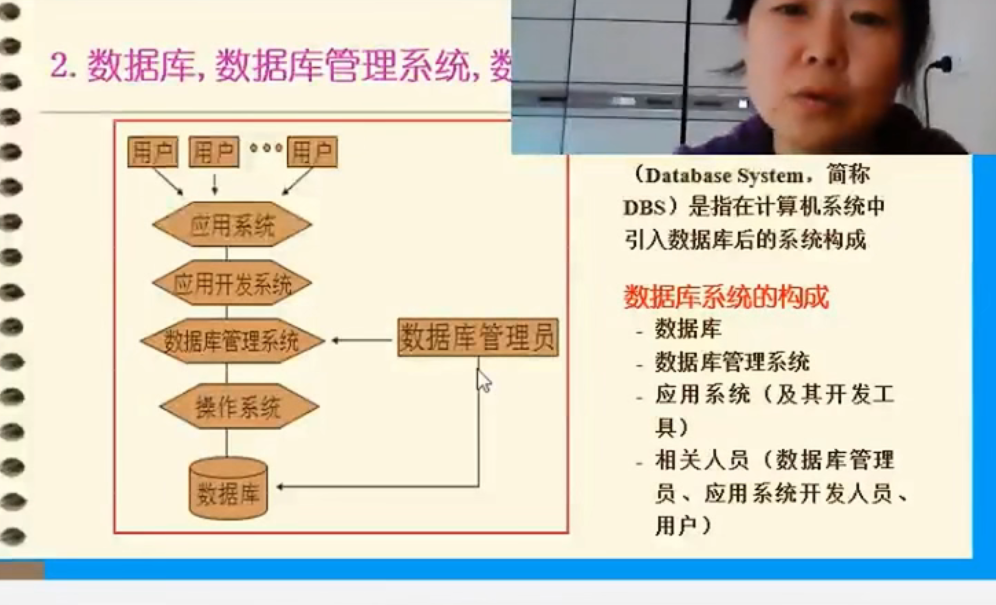 2. 数据库, 数据库管理系统, 数
用户 用户 用户
应用系统
应用开发系统
数据库管理系统
数据库管理员
操作系统
数据库
（Database System，简称
DBS）是指在计算机系统中
引入数据库后的系统构成
数据库系统的构成
- 数据库
- 数据库管理系统
- 应用系统（及其开发工
具）
- 相关人员（数据库管理
员、应用系统开发人员、
用户）